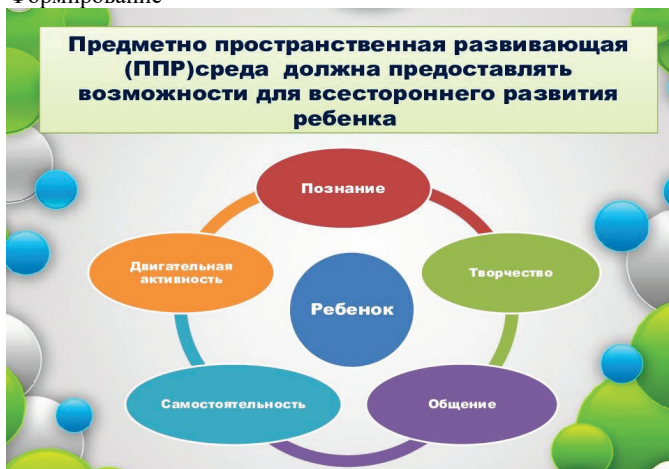 Формирование
Предметно пространственная развивающая
(ППР)среда должна предоставлять
возможности для всестороннего развития
ребенка
Познание
Двигательная
активность
Творчество
Ребенок
Самостоятельность
Общение